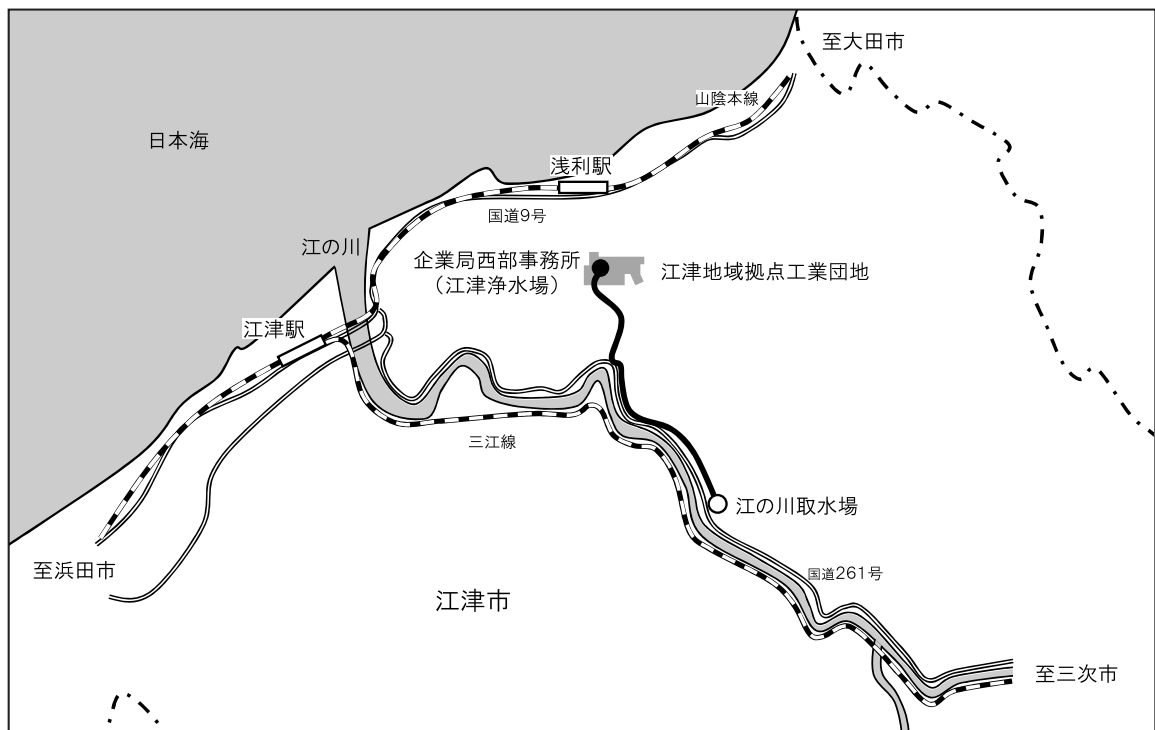 至大田市
山陰本線
日本海
浅利駅
国道9号
江の川
企業局西部事務所
（江津浄水場）
江津地域拠点工業団地
江津駅
三江線
江の川取水場
至浜田市
国道261号
江津市
至三次市